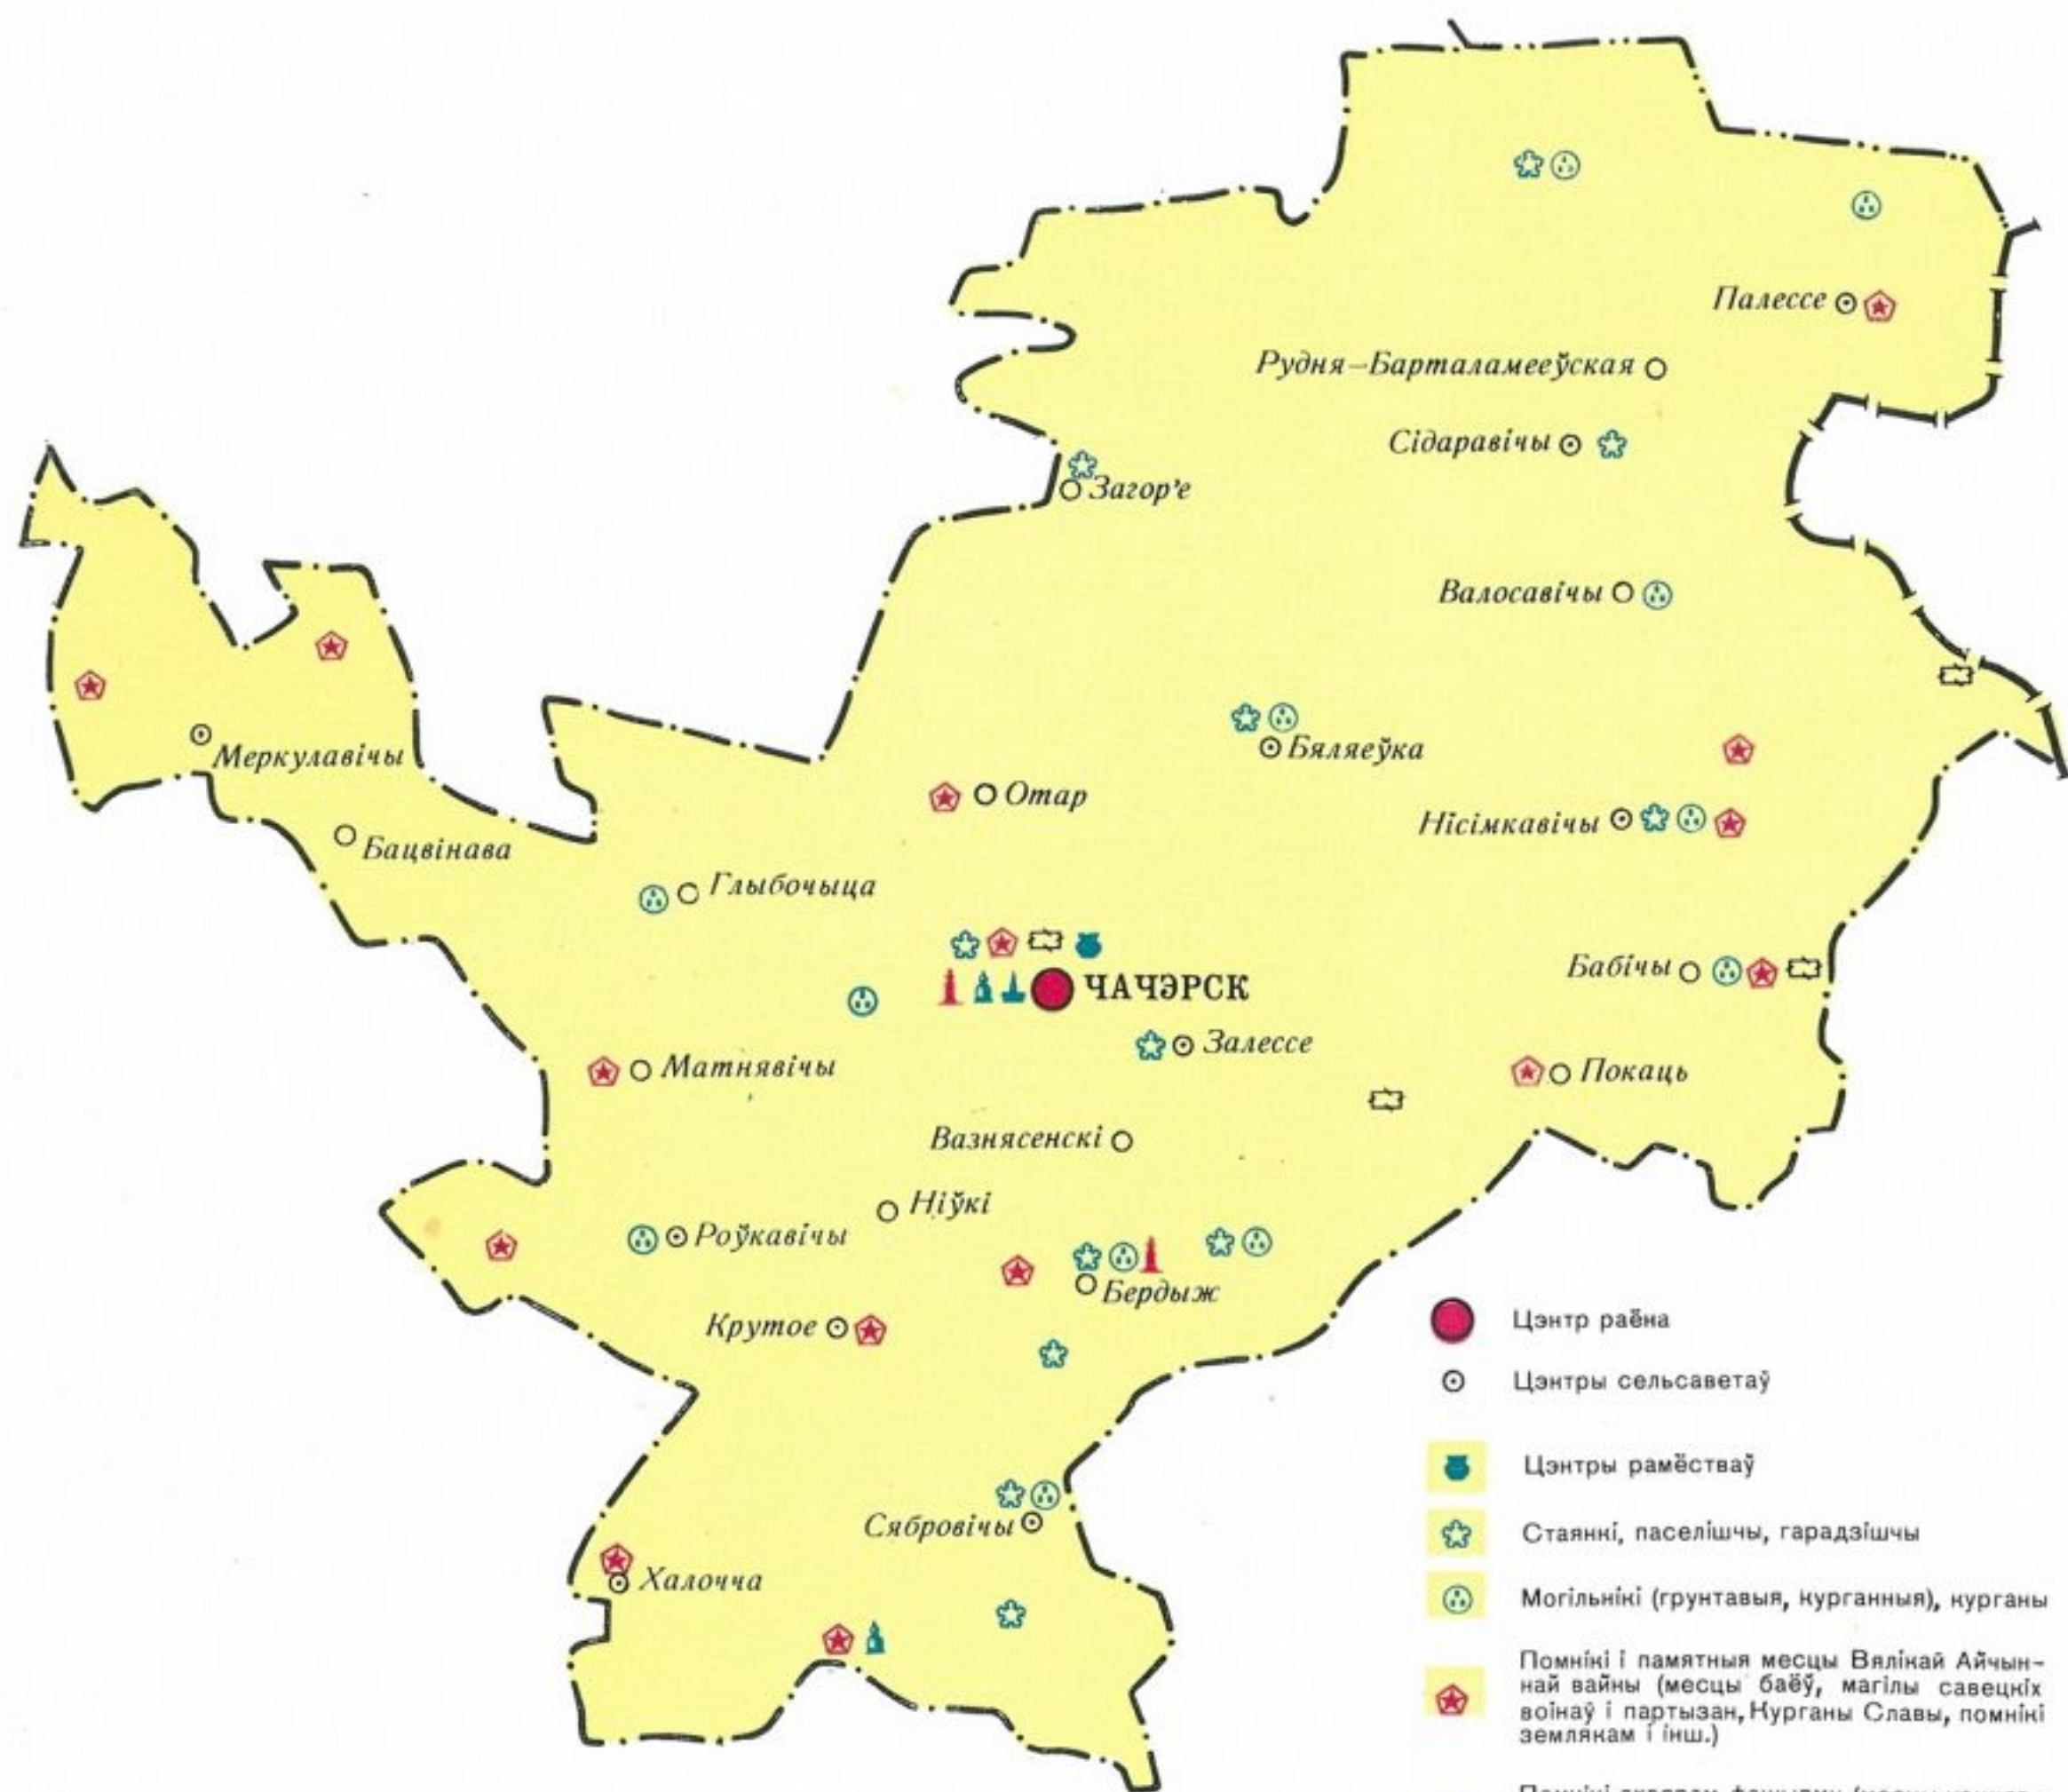 Палессе
Рудня–Барталамееўская
Сідаравічы
Загор'е
Валосавічы
Бяляеўка
Меркулавічы
Отар
Нісімкавічы
Бацвінава
Глыбочыца
Бабічы
ЧАЧЭРСК
Залессе
Матнявічы
Покаць
Вазнясенскі
Ніўкі
Роўкавічы
Бердыж
Крутое
Сябровічы
Халочча
Цэнтр раёна
Цэнтры сельсаветаў
Цэнтры рамёстваў
Стаянкі, паселішчы, гарадзішчы
Могільнікі (грунтавыя, курганныя), курганы
Помнікі і памятныя месцы Вялікай Айчын-
най вайны (месцы баёў, магілы савецкіх
воінаў і партызан, Курганы Славы, помнікі
землякам і інш.)